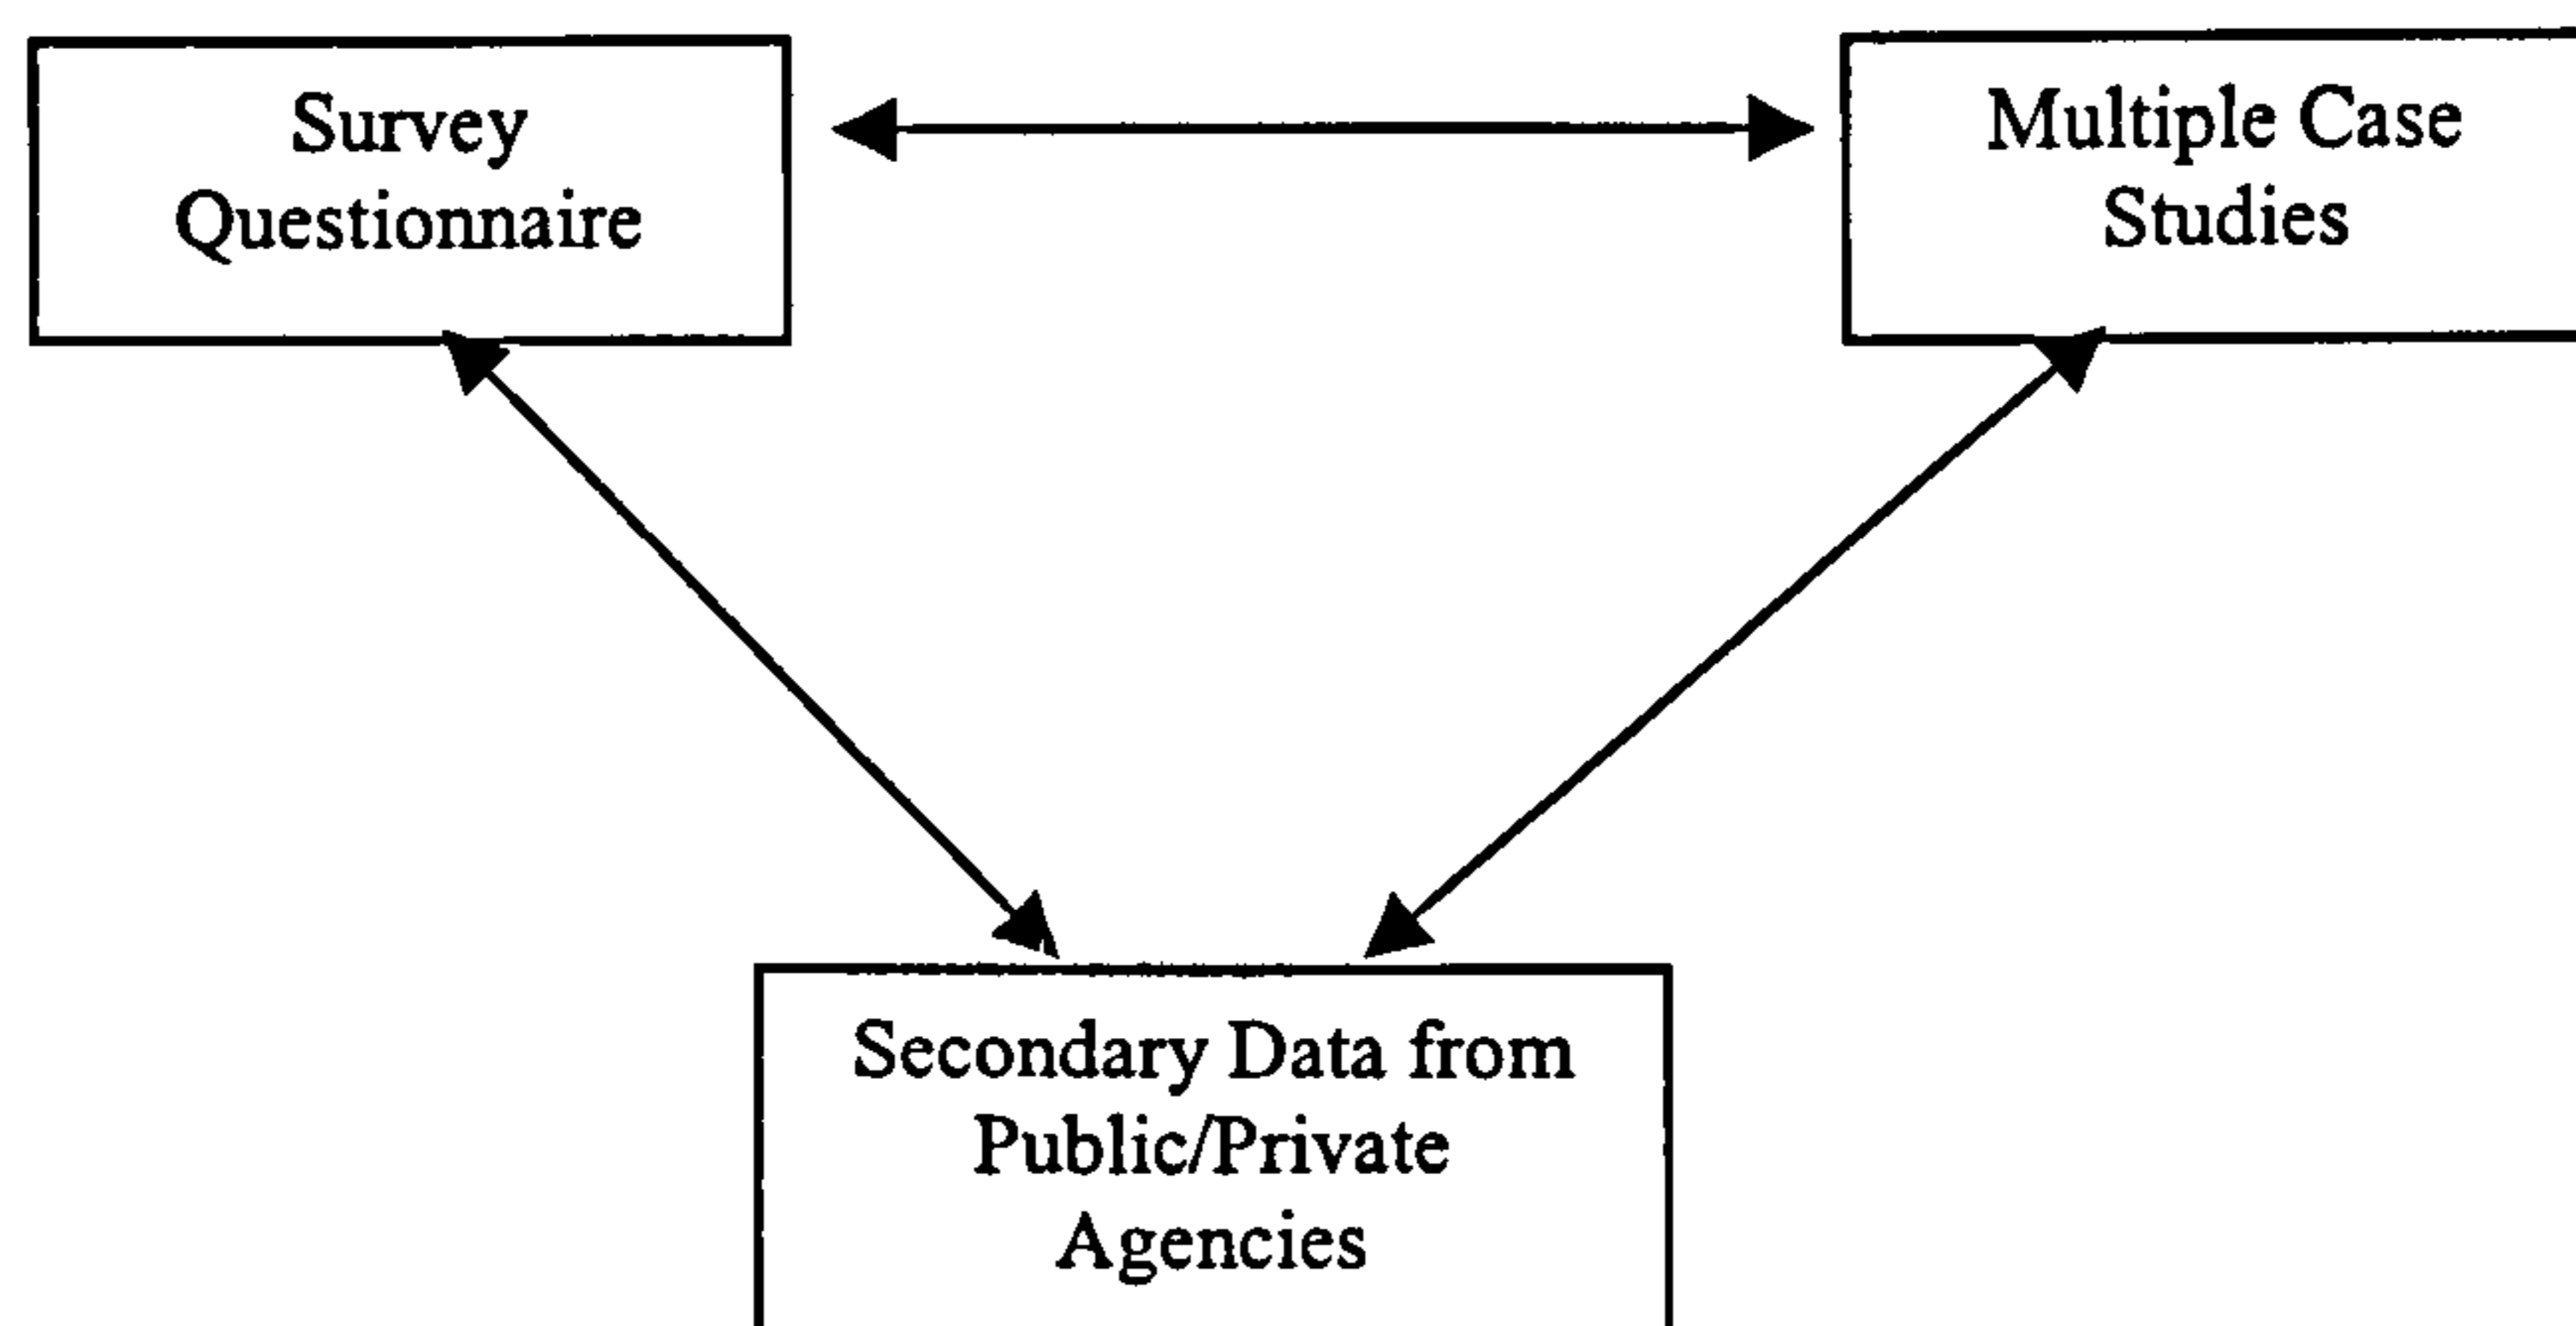 Survey
Questionnaire
Multiple Case
Studies
Secondary Data from
Public/Private
Agencies